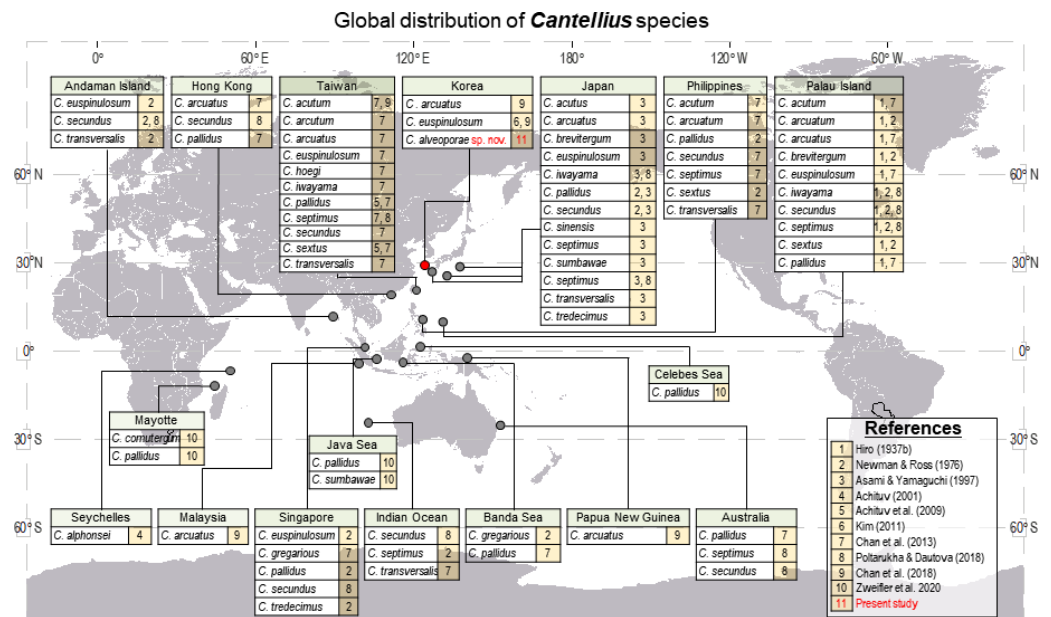 Global distribution of Cantellius species
0° 60° E 120° E 180° 120° W 60° W
Andaman Island
C. euspinulosum 2
C. secundus 2, 8
C. transversalis 2
Hong Kong
C. arcuatus 7
C. secundus 8
C. pallidus 7
Taiwan
C. acutum 7, 9
C. arcutum 7
C. arcuatus 7
C. euspinulosum 7
C. hoegi 7
C. iwayama 7
C. pallidus 5, 7
C. septimus 7, 8
C. secundus 7
C. sextus 5, 7
C. transversalis 7
Korea
C. arcuatus 9
C. euspinulosum 6, 9
C. alveoporae sp. nov. 11
Japan
C. acutus 3
C. arcuatus 3
C. brevitergum 3
C. euspinulosum 3
C. iwayama 3, 8
C. pallidus 2, 3
C. secundus 2, 3
C. sinensis 3
C. septimus 3
C. sumbawae 3
C. septimus 3, 8
C. transversalis 3
C. tredecimus 3
Philippines
C. acutum 7
C. arcuatum 7
C. pallidus 2
C. secundus 7
C. septimus 7
C. sextus 2
C. transversalis 7
Palau Island
C. acutum 1, 7
C. arcutum 1, 2
C. arcuatus 1, 7
C. brevitergum 1, 2
C. euspinulosum 1, 7
C. iwayama 1, 2, 8
C. secundus 1, 2, 8
C. septimus 1, 2, 8
C. sextus 1, 2
C. pallidus 1, 7
60° N 60° N
30°N 30°N
0° 0°
30° S 30° S
60° S 60° S
Celebes Sea
C. pallidus 10
Mayotte
C. cornutergum 10
C. pallidus 10
Java Sea
C. pallidus 10
C. sumbawae 10
Seychelles
C. alphonsei 4
Malaysia
C. arcuatus 9
Singapore
C. euspinulosum 2
C. gregarious 7
C. pallidus 2
C. secundus 8
C. tredecimus 2
Indian Ocean
C. secundus 8
C. septimus 2
C. transversalis 7
Banda Sea
C. gregarious 2
C. pallidus 7
Papua New Guinea
C. arcuatus 9
Australia
C. pallidus 7
C. septimus 8
C. secundus 8
References
1 Hiro (1937b)
2 Newman & Ross (1976)
3 Asami & Yamaguchi (1997)
4 Achituv (2001)
5 Achituv et al. (2009)
6 Kim (2011)
7 Chan et al. (2013)
8 Poltarukha & Dautova (2018)
9 Chan et al. (2018)
10 Zweifler et al. 2020
11 Present study